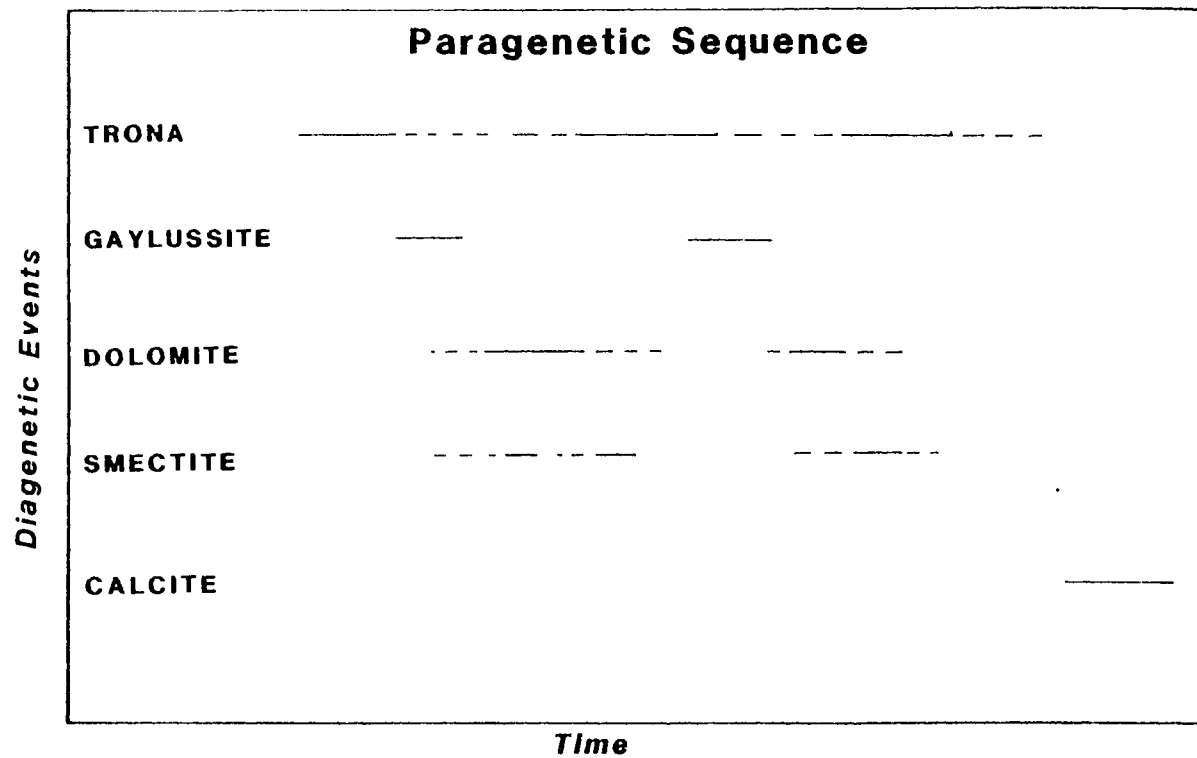 Paragenetic Sequence
TRONA
GAYLUSSITE
DOLOMITE
SMECTITE
CALCITE
Diagenetic Events
Time